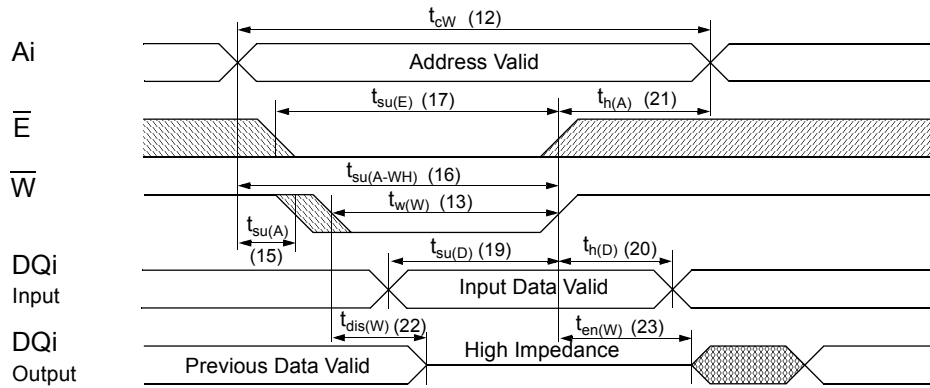 t_cW (12)
Ai
Address Valid
t_su(E) (17)
t_h(A) (21)
E̅
t_su(A-WH) (16)
W̅
t_w(W) (13)
t_su(A)
(15)
t_su(D) (19)
t_h(D) (20)
DQi
Input
Input Data Valid
t_dis(W) (22)
t_en(W) (23)
DQi
Output
Previous Data Valid
High Impedance